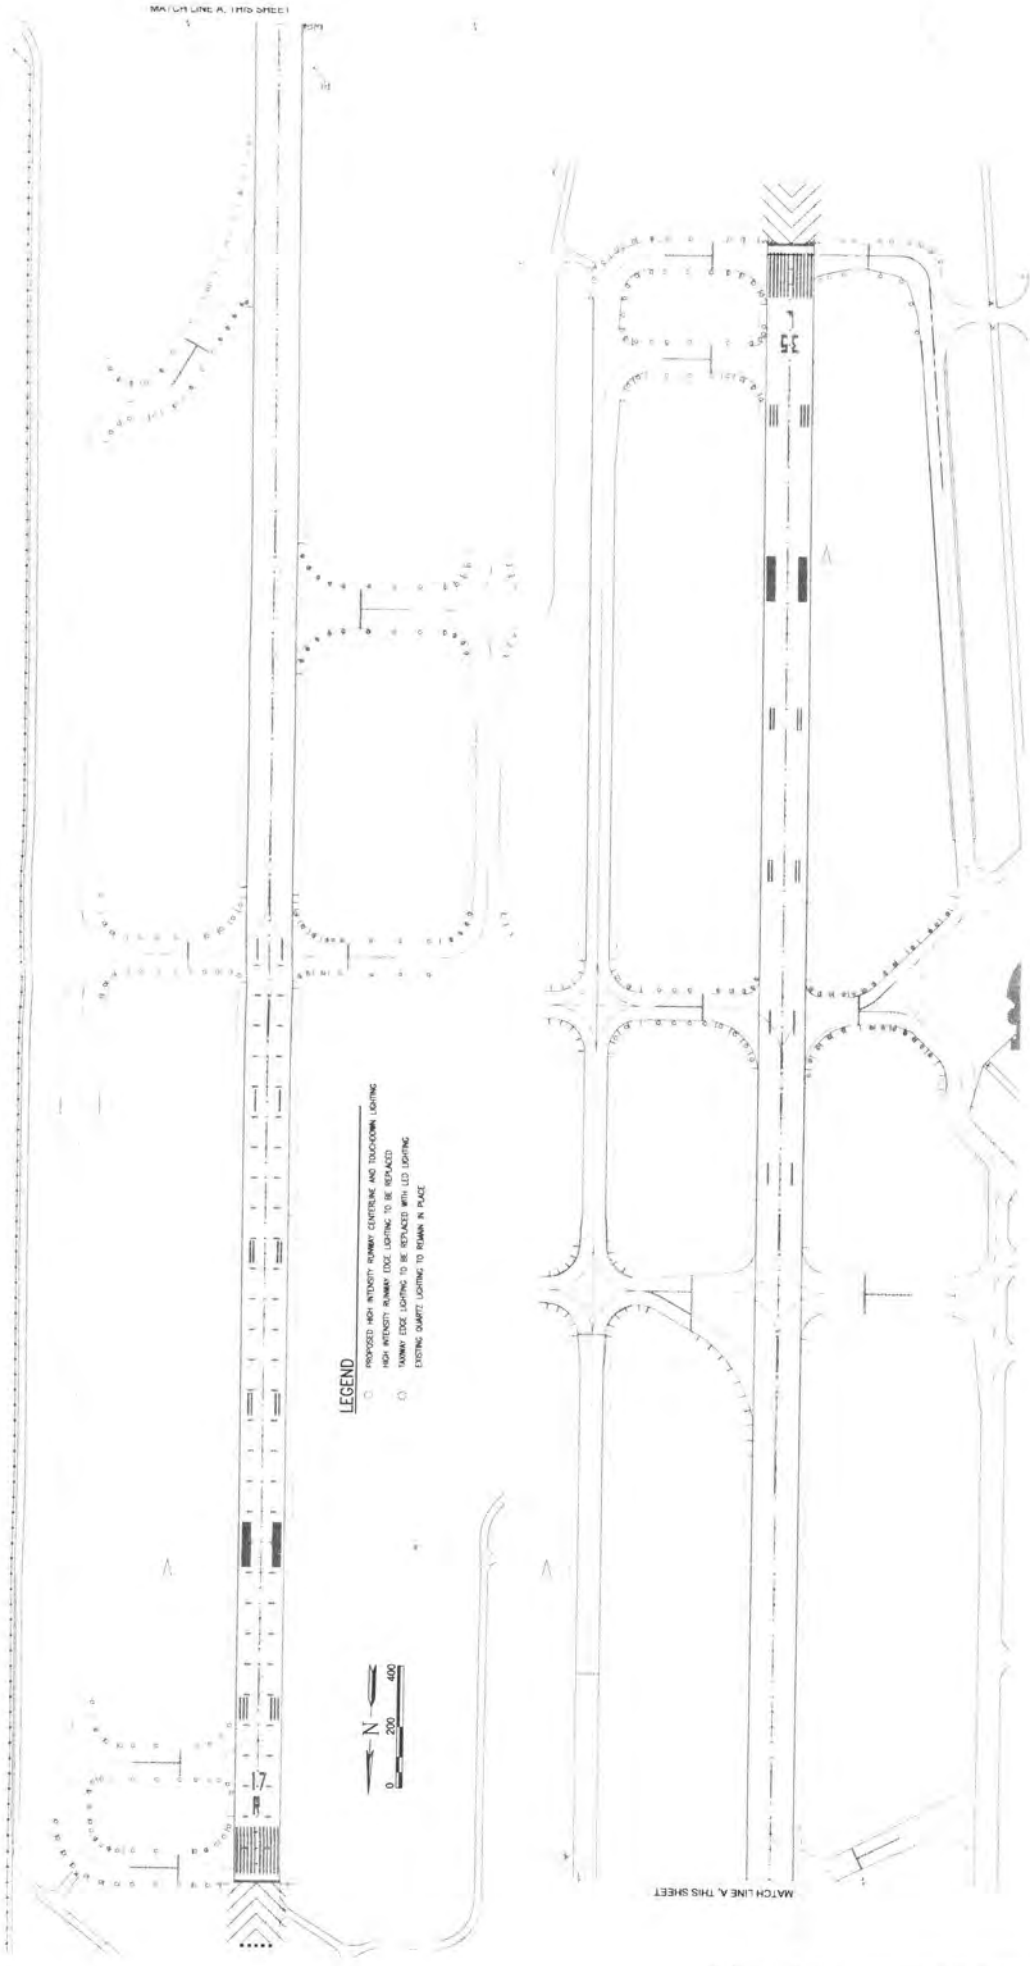 MATCH LINE A, THIS SHEET
LEGEND
PROPOSED HIGH INTENSITY RUNWAY CENTERLINE AND TOUCHDOWN LIGHTING
HIGH INTENSITY RUNWAY EDGE LIGHTING TO BE REPLACED
TAXIWAY EDGE LIGHTING TO BE REPLACED WITH LED LIGHTING
EXISTING QUARTZ LIGHTING TO REMAIN IN PLACE
N
0 200 400
17
R
35
L
MATCH LINE A, THIS SHEET